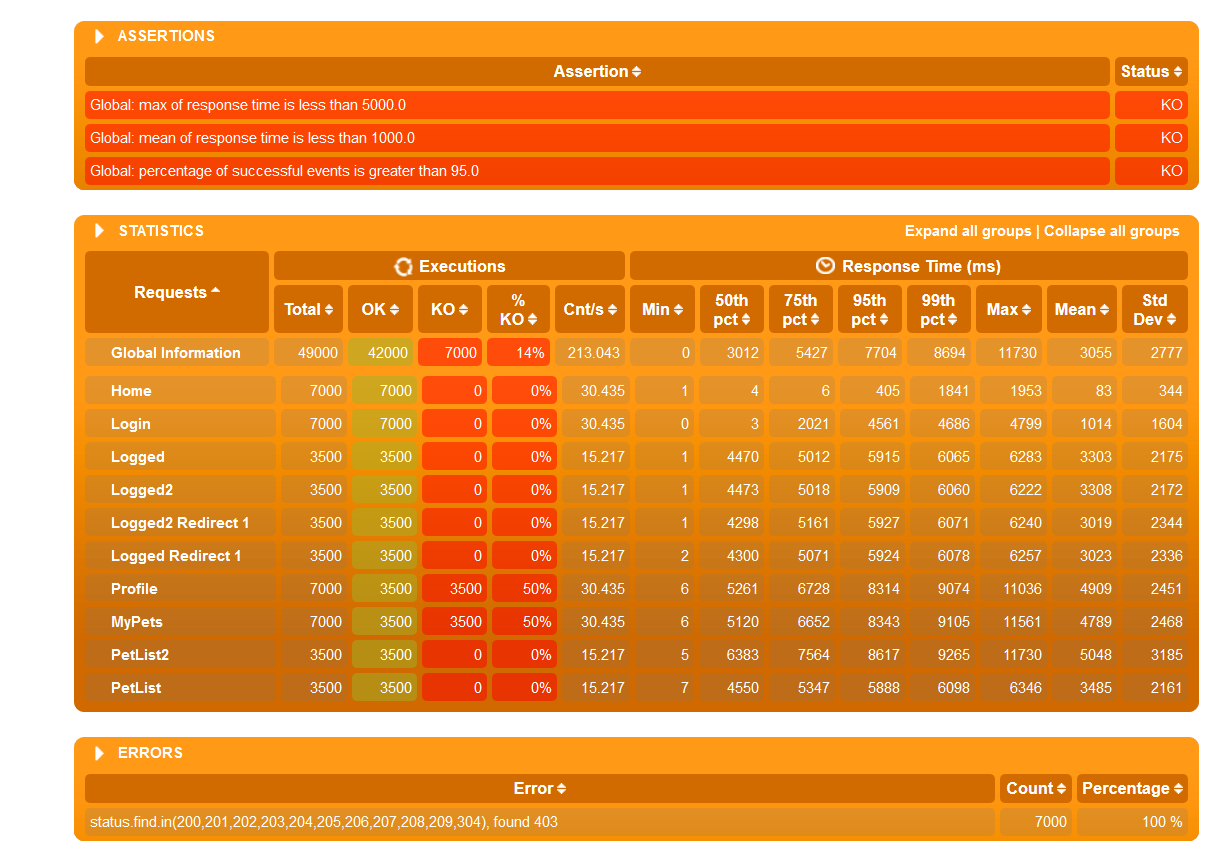 ASSERTIONS
Assertion Status
Global: max of response time is less than 5000.0 KO
Global: mean of response time is less than 1000.0 KO
Global: percentage of successful events is greater than 95.0 KO
STATISTICS Expand all groups | Collapse all groups
Requests Executions Response Time (ms)
Total OK KO % KO Cnt/s Min 50th pct 75th pct 95th pct 99th pct Max Mean Std Dev
Global Information 49000 42000 7000 14% 213.043 0 3012 5427 7704 8694 11730 3055 2777
Home 7000 7000 0 0% 30.435 1 4 6 405 1841 1953 83 344
Login 7000 7000 0 0% 30.435 0 3 2021 4561 4686 4799 1014 1604
Logged 3500 3500 0 0% 15.217 1 4470 5012 5915 6065 6283 3303 2175
Logged2 3500 3500 0 0% 15.217 1 4473 5018 5909 6060 6222 3308 2172
Logged2 Redirect 1 3500 3500 0 0% 15.217 1 4298 5161 5927 6071 6240 3019 2344
Logged Redirect 1 3500 3500 0 0% 15.217 2 4300 5071 5924 6078 6257 3023 2336
Profile 7000 3500 3500 50% 30.435 6 5261 6728 8314 9074 11036 4909 2451
MyPets 7000 3500 3500 50% 30.435 6 5120 6652 8343 9105 11561 4789 2468
PetList2 3500 3500 0 0% 15.217 5 6383 7564 8617 9265 11730 5048 3185
PetList 3500 3500 0 0% 15.217 7 4550 5347 5888 6098 6346 3485 2161
ERRORS
Error Count Percentage
status.find.in(200,201,202,203,204,205,206,207,208,209,304), found 403 7000 100 %